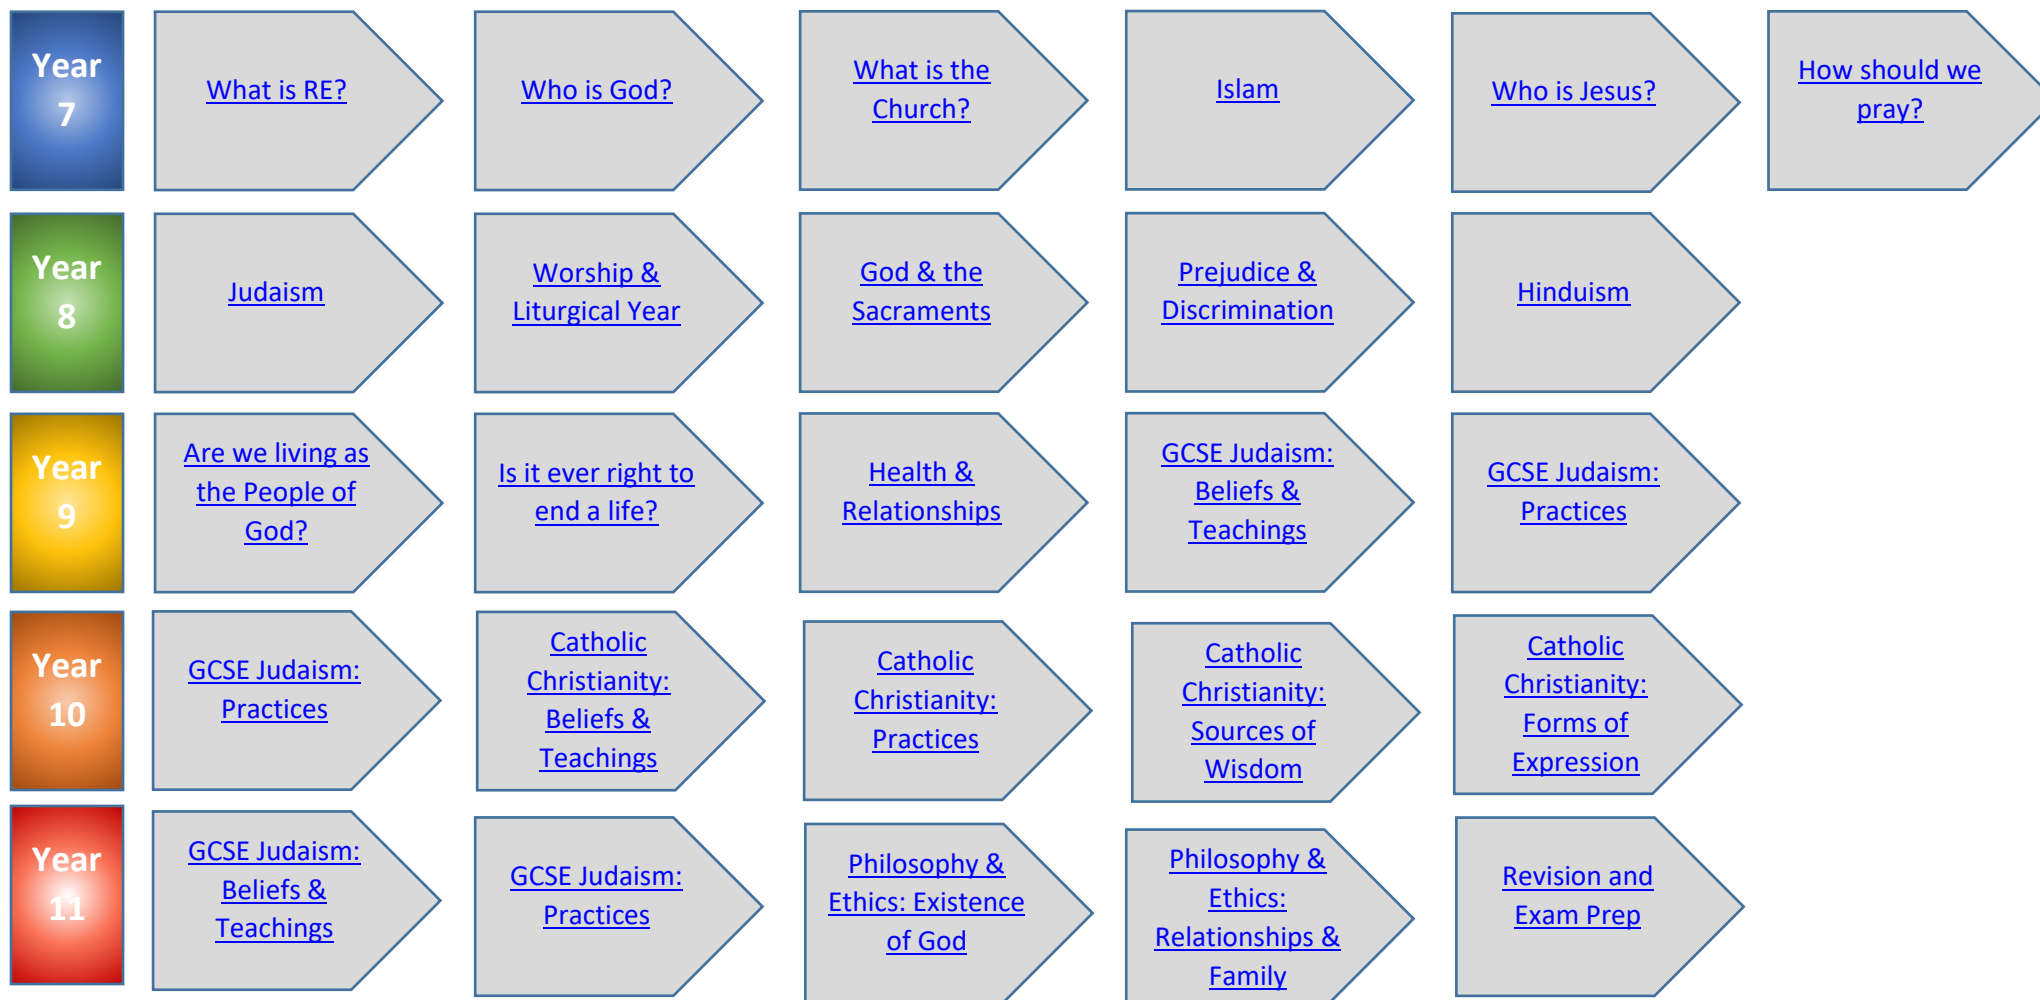 Year
7
What is RE?
Who is God?
What is the
Church?
Islam
Who is Jesus?
How should we
pray?
Year
8
Judaism
Worship &
Liturgical Year
God & the
Sacraments
Prejudice &
Discrimination
Hinduism
Year
9
Are we living as
the People of
God?
Is it ever right to
end a life?
Health &
Relationships
GCSE Judaism:
Beliefs &
Teachings
GCSE Judaism:
Practices
Year
10
GCSE Judaism:
Practices
Catholic
Christianity:
Beliefs &
Teachings
Catholic
Christianity:
Practices
Catholic
Christianity:
Sources of
Wisdom
Catholic
Christianity:
Forms of
Expression
Year
11
GCSE Judaism:
Beliefs &
Teachings
GCSE Judaism:
Practices
Philosophy &
Ethics: Existence
of God
Philosophy &
Ethics:
Relationships &
Family
Revision and
Exam Prep